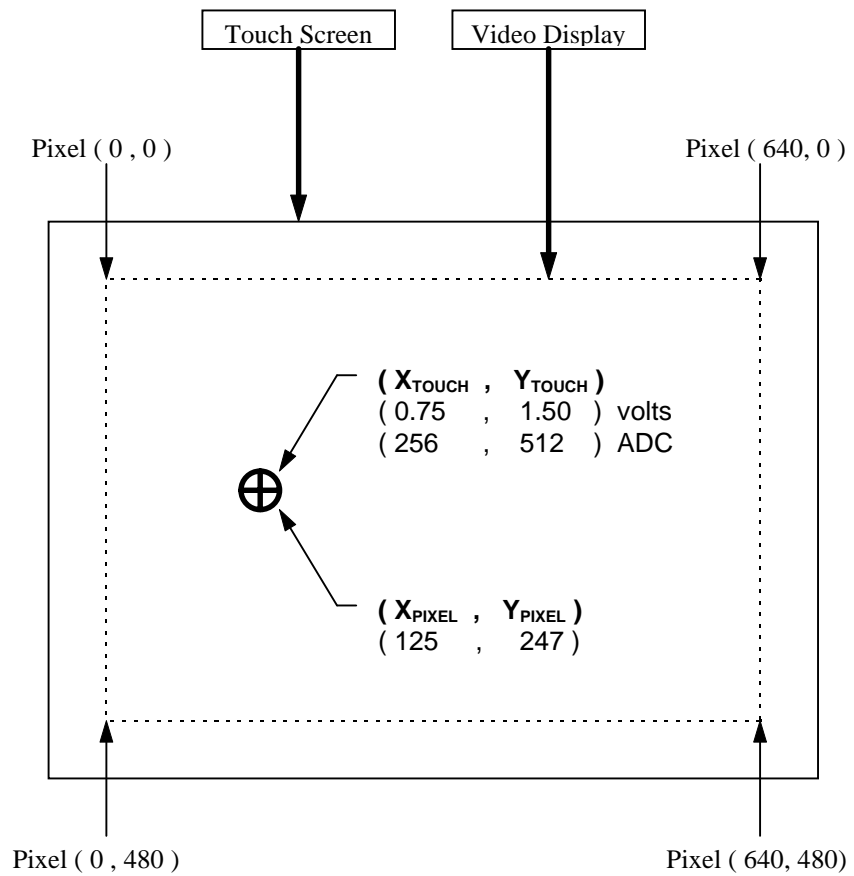 Touch Screen
Video Display
Pixel ( 0 , 0 )
Pixel ( 640, 0)
( XTOUCH , YTOUCH )
( 0.75 , 1.50 ) volts
( 256 , 512 ) ADC
( XPIXEL , YPIXEL )
( 125 , 247 )
Pixel ( 0 , 480 )
Pixel ( 640, 480)